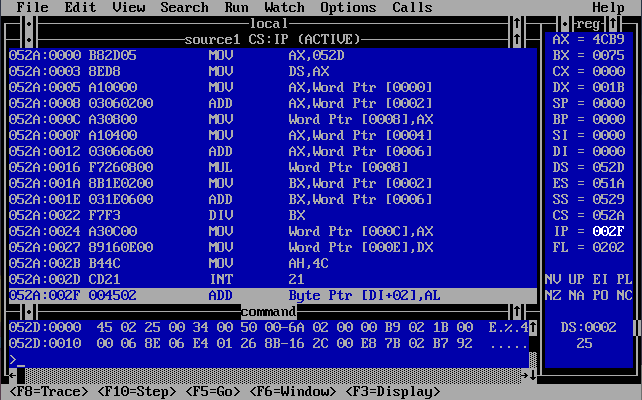 File Edit View Search Run Watch Options Calls Help
local reg
source1 CS:IP (ACTIVE) AX = 4CB9
052A:0000 B82D05 MOV AX,052D BX = 0075
052A:0003 8ED8 MOV DS,AX CX = 0000
052A:0005 A10000 MOV AX,Word Ptr [0000] DX = 001B
052A:0008 03060200 ADD AX,Word Ptr [0002] SP = 0000
052A:000C A30800 MOV Word Ptr [0008],AX BP = 0000
052A:000F A10400 MOV AX,Word Ptr [0004] SI = 0000
052A:0012 03060600 ADD AX,Word Ptr [0006] DI = 0000
052A:0016 F7260800 MUL Word Ptr [0008] DS = 052D
052A:001A 8B1E0200 MOV BX,Word Ptr [0002] ES = 051A
052A:001E 031E0600 ADD BX,Word Ptr [0006] SS = 0529
052A:0022 F7F3 DIV BX CS = 052A
052A:0024 A30C00 MOV Word Ptr [000C],AX IP = 002F
052A:0027 89160E00 MOV Word Ptr [000E],DX FL = 0202
052A:002B B44C MOV AH,4C
052A:002D CD21 INT 21 NV UP EI PL
052A:002F 004502 ADD Byte Ptr [DI+02],AL NZ NA PO NC
command
052D:0000 45 02 25 00 34 00 50 00-6A 02 00 00 B9 02 1B 00 E.%.4 DS:0002
052D:0010 00 06 8E 06 E4 01 26 8B-16 2C 00 E8 7B 02 B7 92 ..... 25
>_
<F8=Trace> <F10=Step> <F5=Go> <F6=Window> <F3=Display>